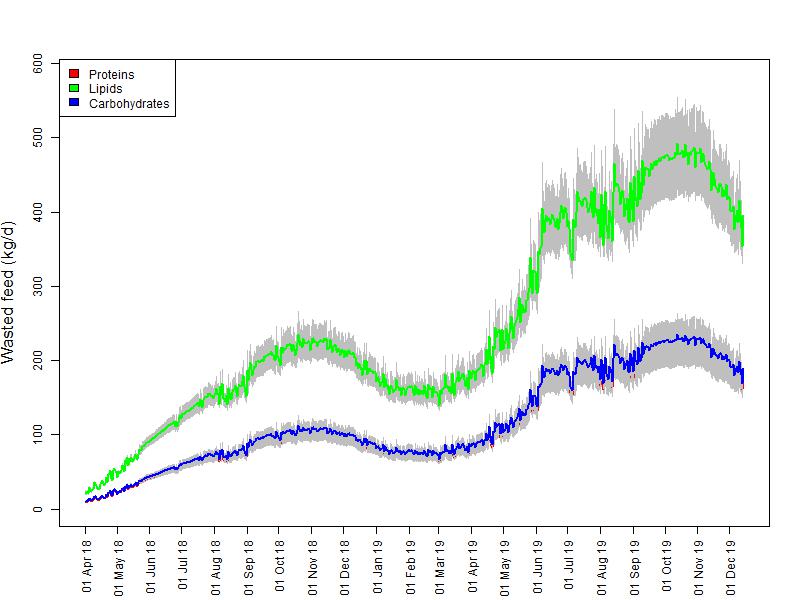 Wasted feed (kg/d)
600
500
400
300
200
100
0
Proteins
Lipids
Carbohydrates
01 Apr 18
01 May 18
01 Jun 18
01 Jul 18
01 Aug 18
01 Sep 18
01 Oct 18
01 Nov 18
01 Dec 18
01 Jan 19
01 Feb 19
01 Mar 19
01 Apr 19
01 May 19
01 Jun 19
01 Jul 19
01 Aug 19
01 Sep 19
01 Oct 19
01 Nov 19
01 Dec 19